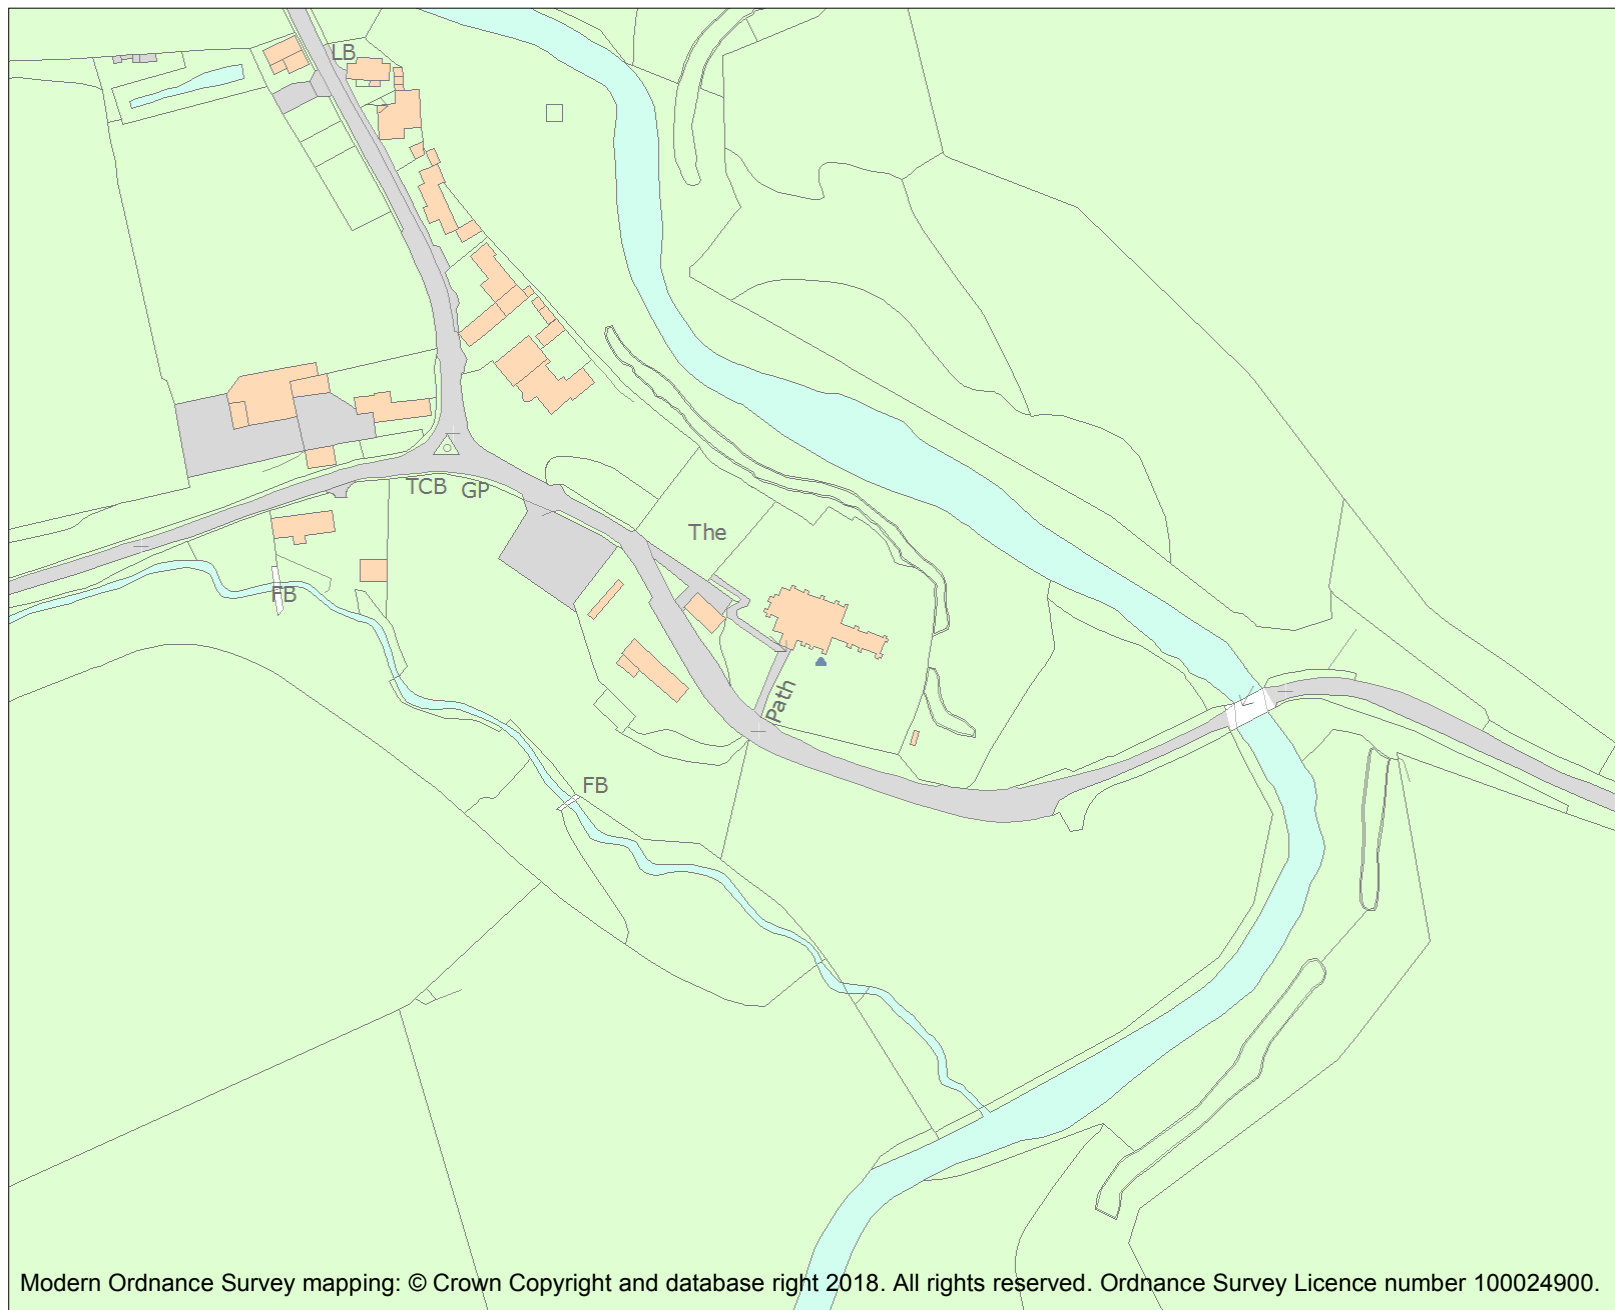 LB
TCB GP
The
FB
Path
FB
Modern Ordnance Survey mapping: © Crown Copyright and database right 2018. All rights reserved. Ordnance Survey Licence number 100024900.